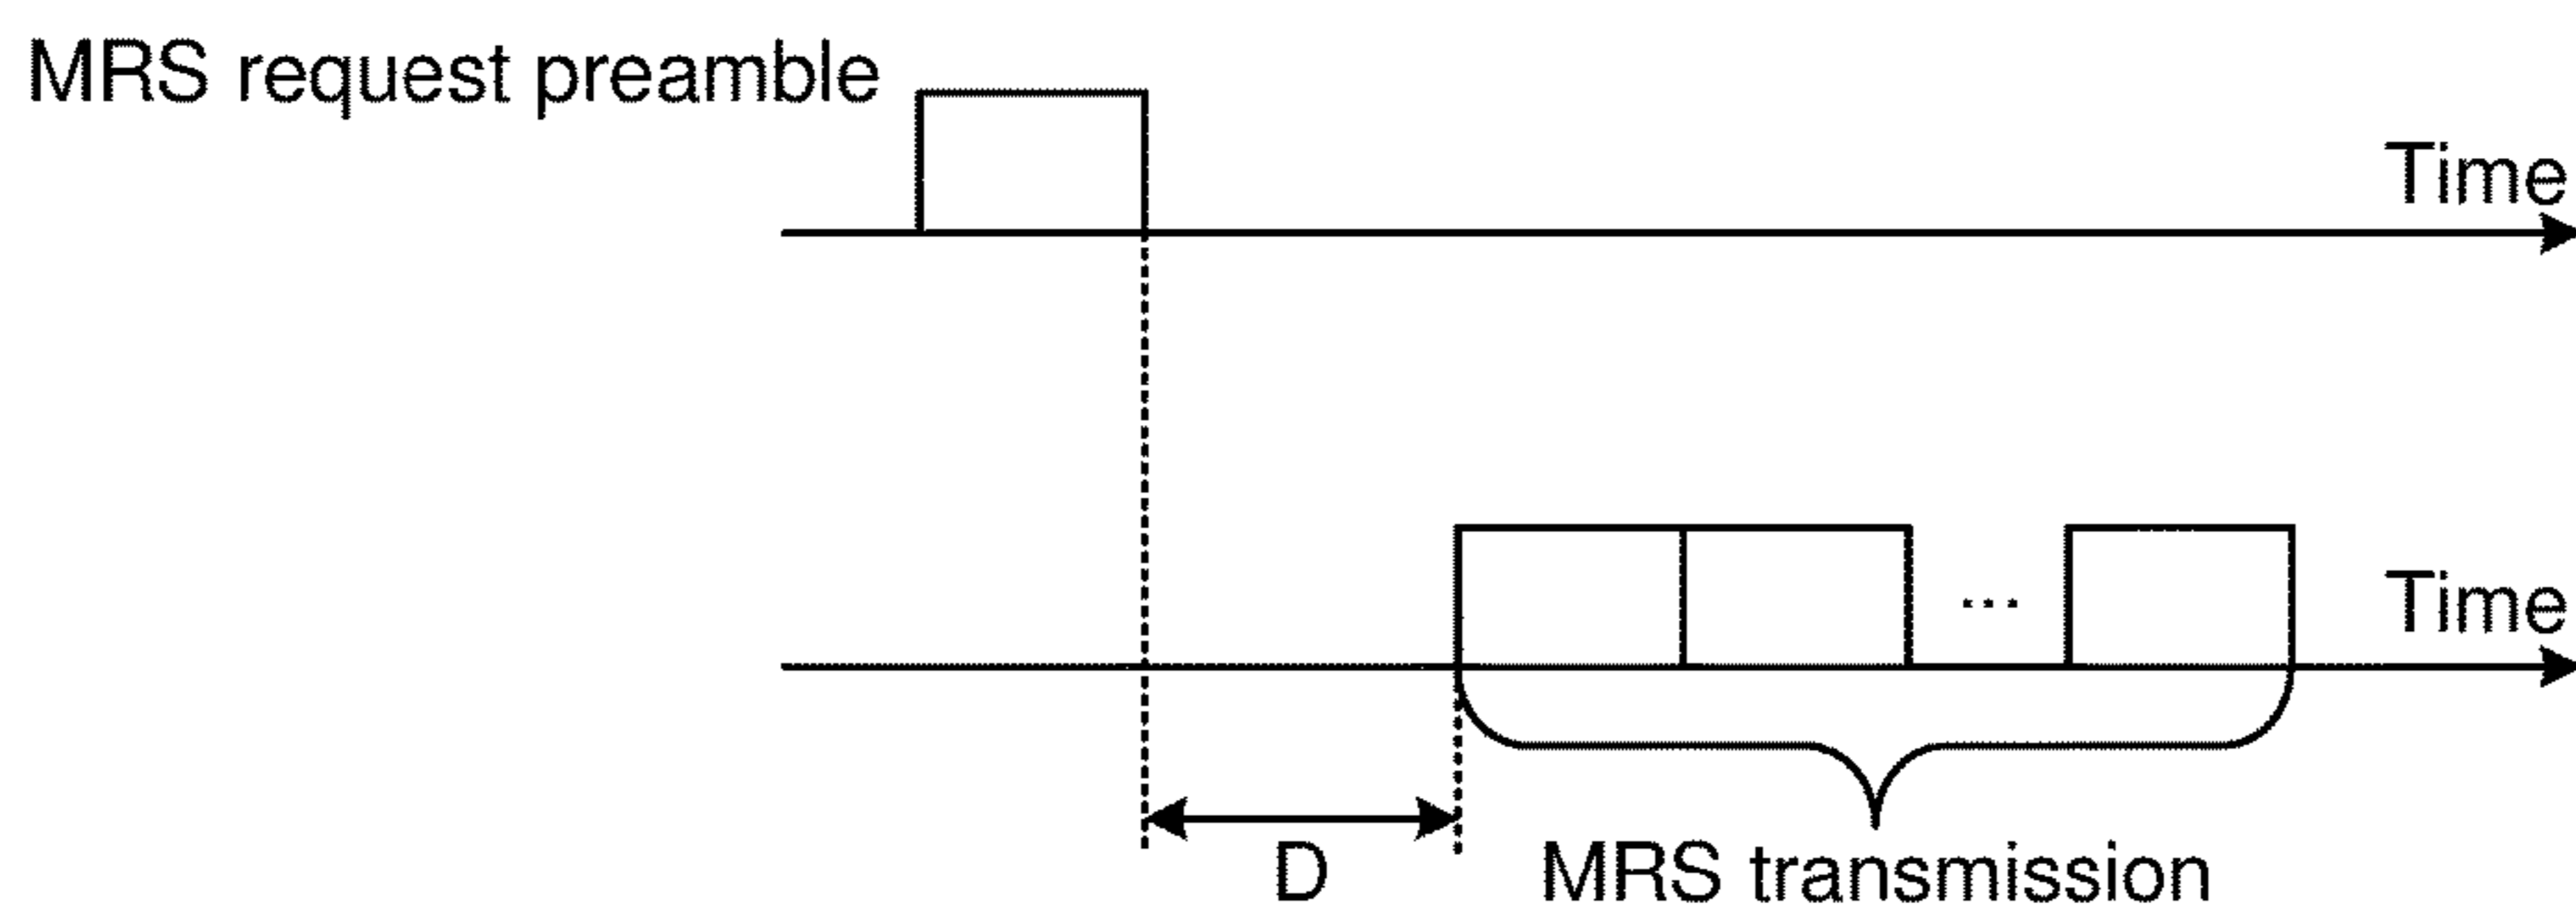 MRS request preamble
Time
...
Time
D
MRS transmission